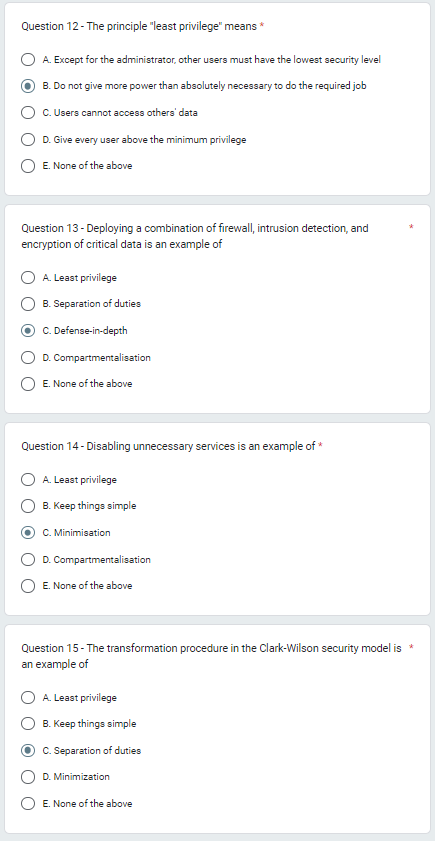 Question 12 - The principle "least privilege" means *
A. Except for the administrator, other users must have the lowest security level
B. Do not give more power than absolutely necessary to do the required job
C. Users cannot access others' data
D. Give every user above the minimum privilege
E. None of the above
Question 13 - Deploying a combination of firewall, intrusion detection, and *
encryption of critical data is an example of
A. Least privilege
B. Separation of duties
C. Defense-in-depth
D. Compartmentalisation
E. None of the above
Question 14 - Disabling unnecessary services is an example of *
A. Least privilege
B. Keep things simple
C. Minimisation
D. Compartmentalisation
E. None of the above
Question 15 - The transformation procedure in the Clark-Wilson security model is *
an example of
A. Least privilege
B. Keep things simple
C. Separation of duties
D. Minimization
E. None of the above